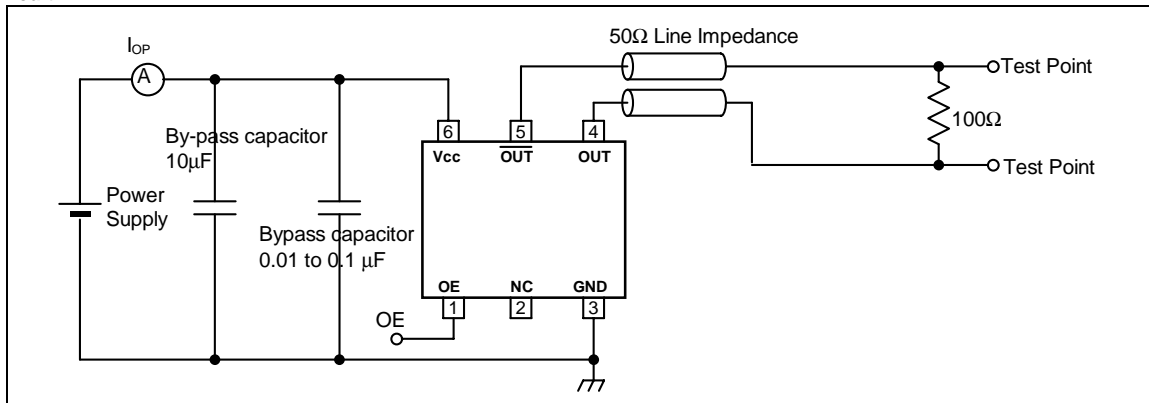 50Ω Line Impedance
I_OP
A
Test Point
By-pass capacitor
10µF
100Ω
6
5
4
Vcc
OUT
OUT
Test Point
Power
Supply
Bypass capacitor
0.01 to 0.1 µF
OE
NC
GND
1
2
3
OE